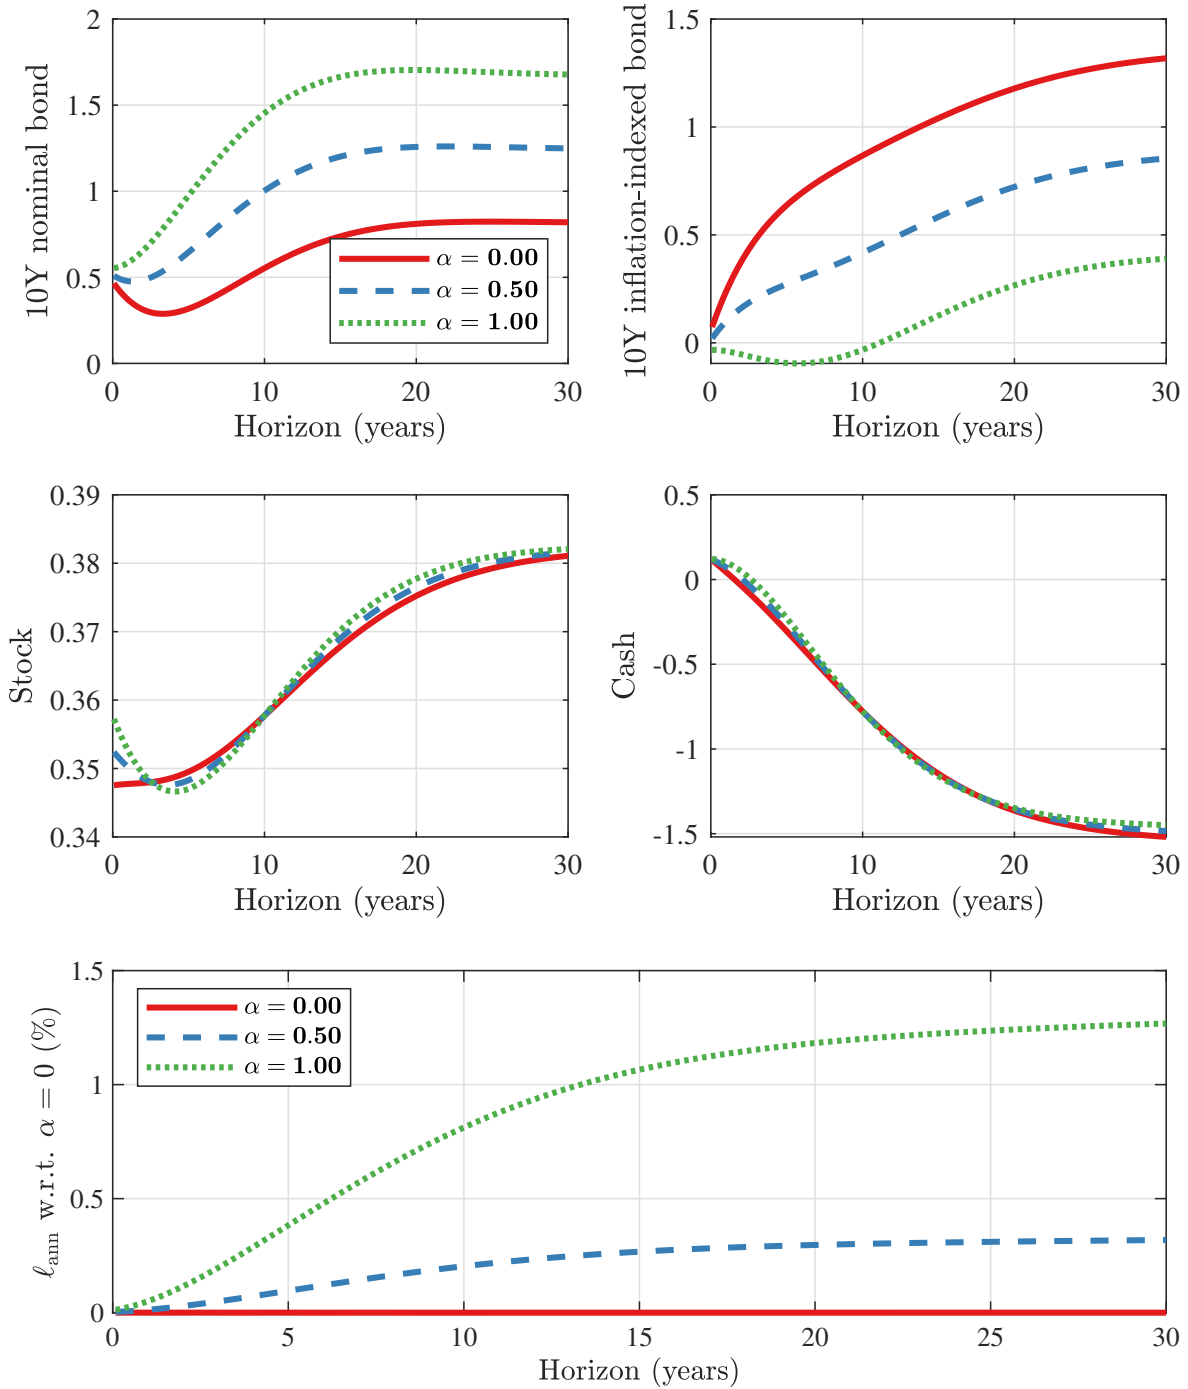 10Y nominal bond
2
1.5
1
0.5
0
0
10
20
30
Horizon (years)
α = 0.00
α = 0.50
α = 1.00
10Y inflation-indexed bond
1.5
1
0.5
0
0
10
20
30
Horizon (years)
Stock
0.39
0.38
0.37
0.36
0.35
0.34
0
10
20
30
Horizon (years)
Cash
0.5
0
-0.5
-1
-1.5
0
10
20
30
Horizon (years)
ℓann w.r.t. α = 0 (%)
1.5
1
0.5
0
α = 0.00
α = 0.50
α = 1.00
0
5
10
15
20
25
30
Horizon (years)